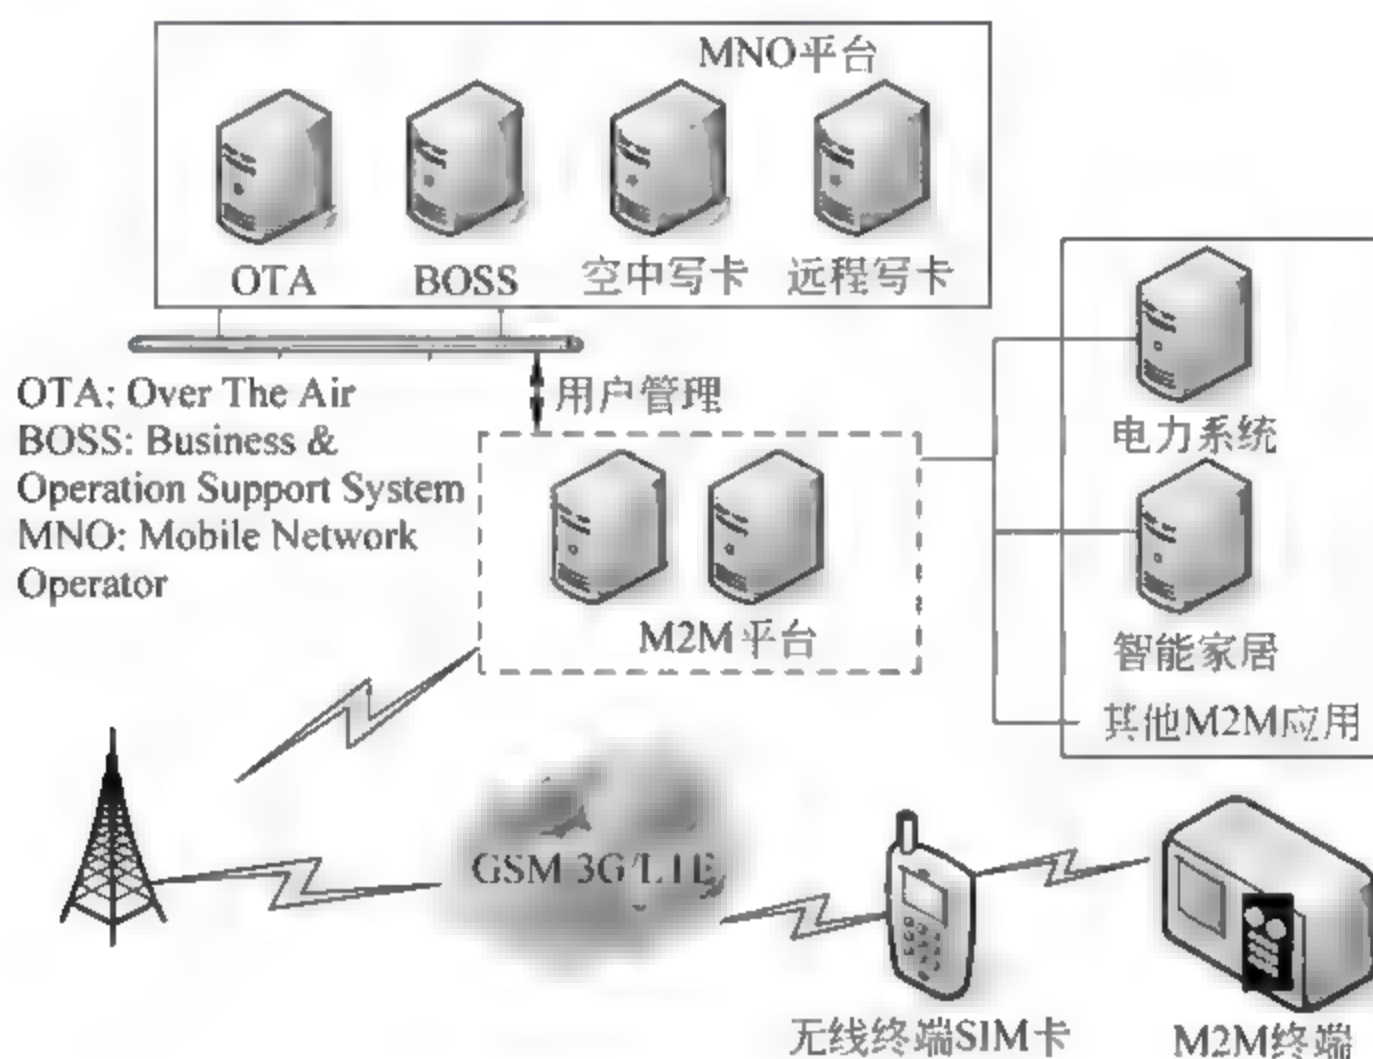 MNO平台
OTA
BOSS
空中写卡
远程写卡
OTA: Over The Air
BOSS: Business &
Operation Support System
MNO: Mobile Network
Operator
用户管理
M2M平台
电力系统
智能家居
其他M2M应用
GSM 3G/LTE
无线终端SIM卡
M2M终端